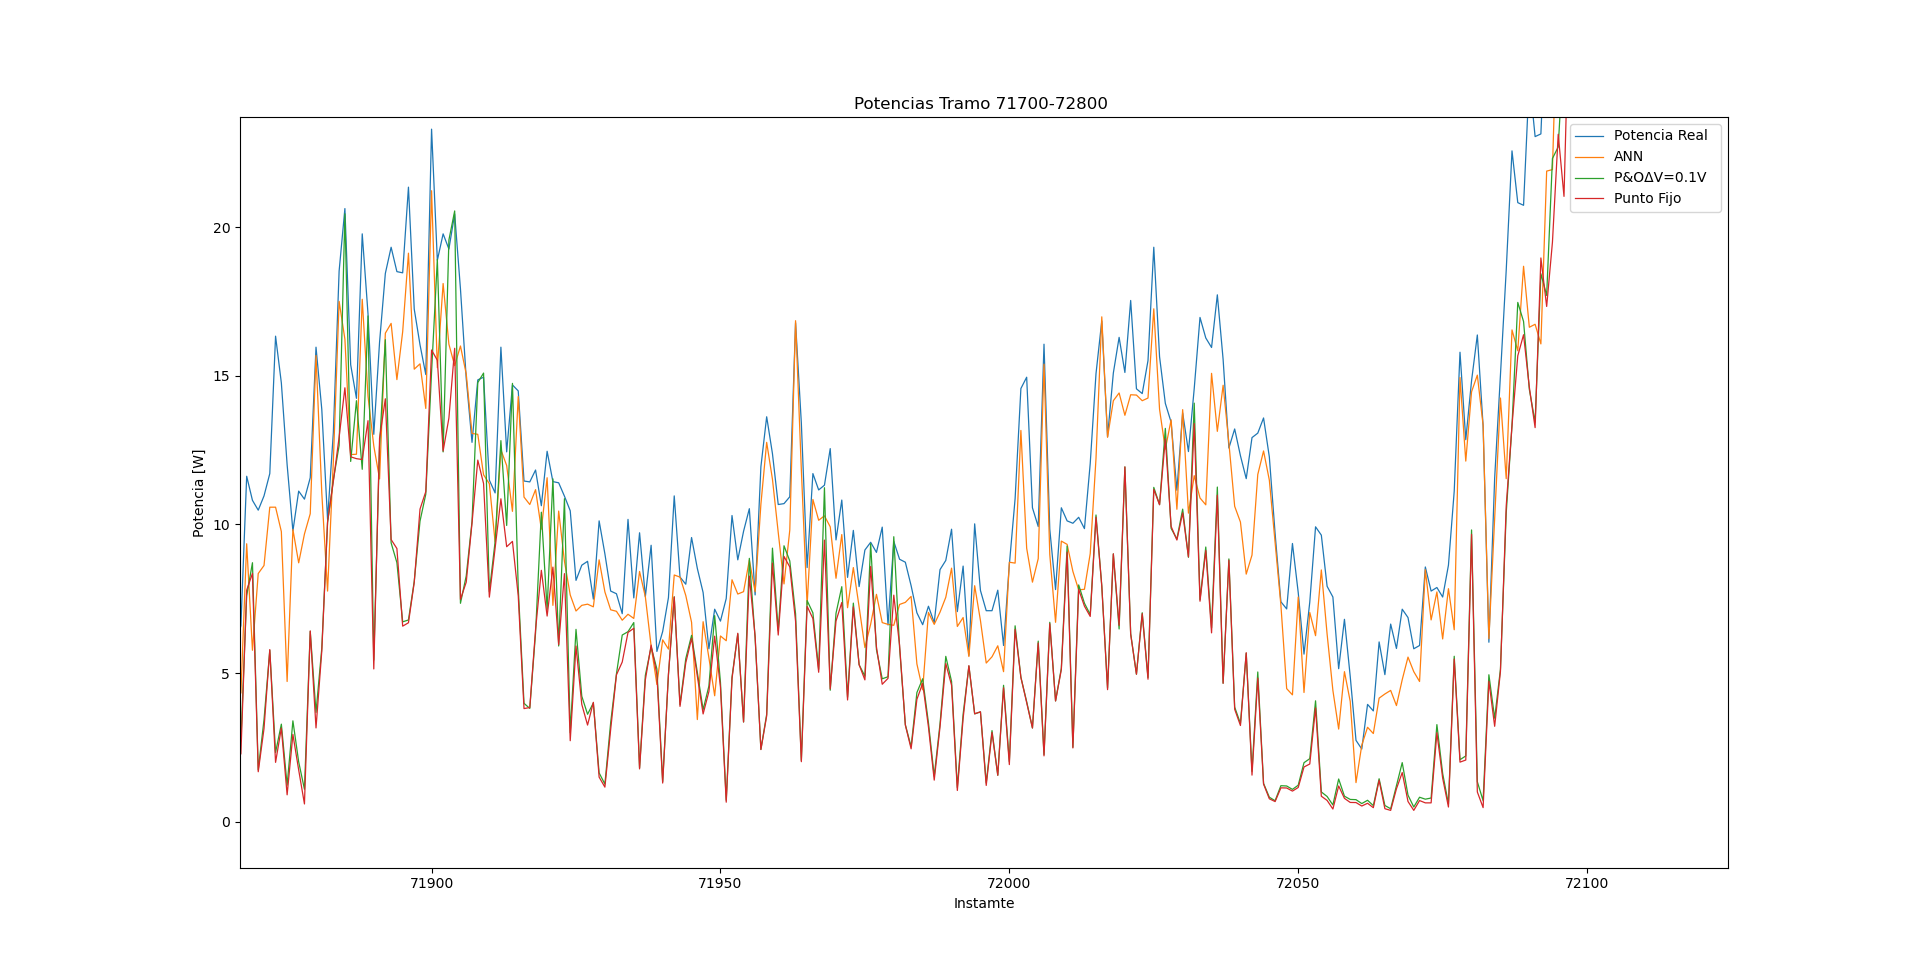 Potencias Tramo 71700-72800
Potencia Real
ANN
P&OΔV=0.1V
Punto Fijo
Potencia [W]
20
15
10
5
0
71900
71950
72000
72050
72100
Instamte